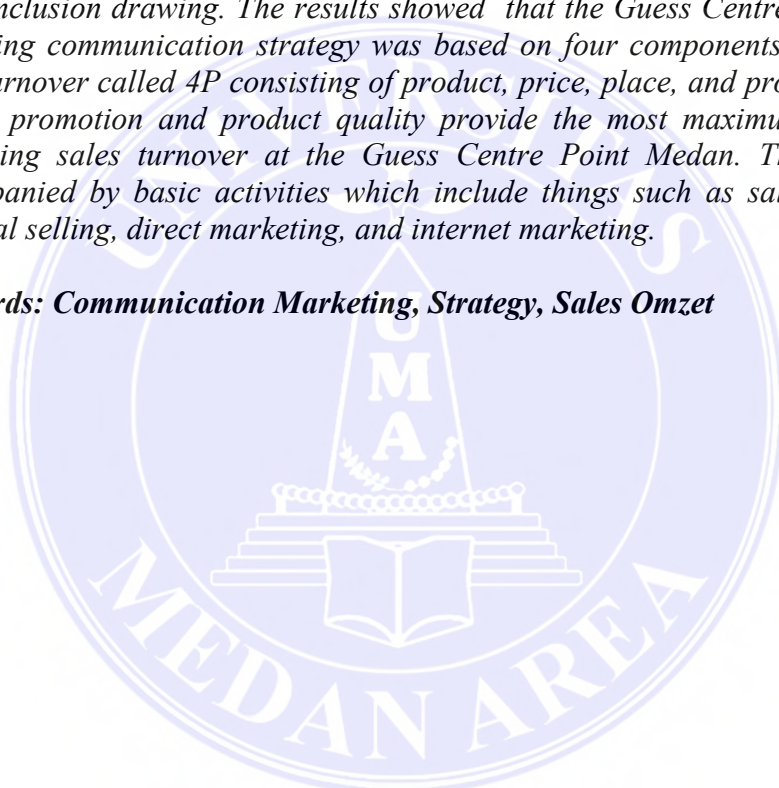 nclusion drawing. The results showed that the Guess Centre
ing communication strategy was based on four components
rnover called 4P consisting of product, price, place, and pro
promotion and product quality provide the most maximu
ing sales turnover at the Guess Centre Point Medan. Th
panied by basic activities which include things such as sal
al selling, direct marketing, and internet marketing.
rds: Communication Marketing, Strategy, Sales Omzet
UNIVERSITAS
UMA
MEDAN AREA